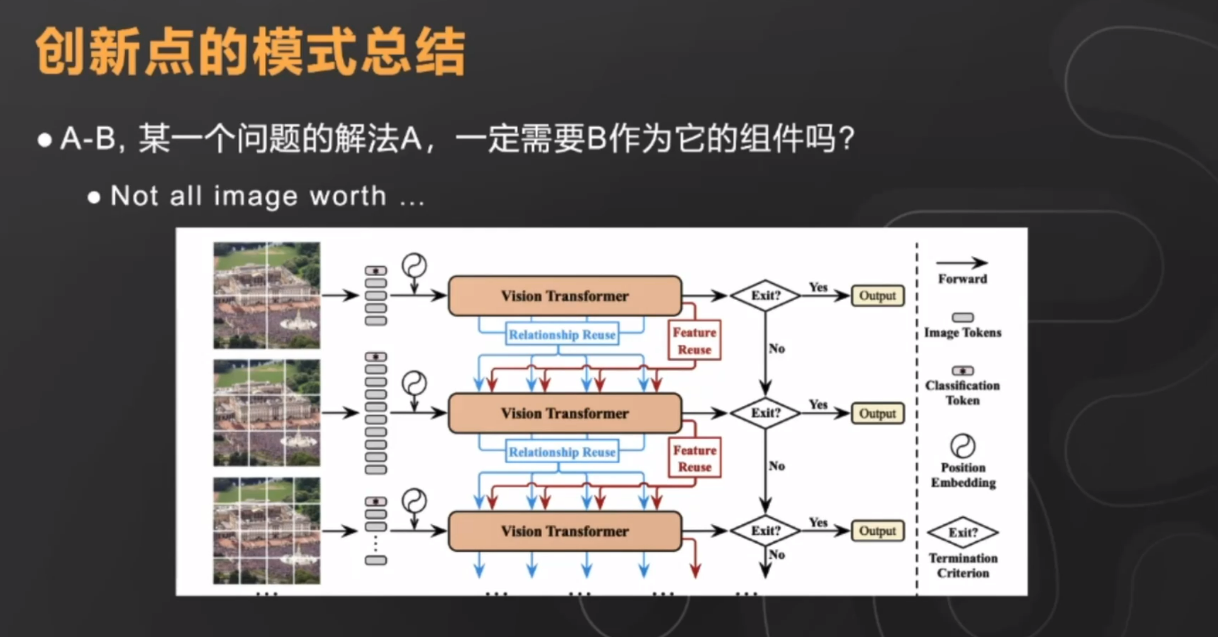 创新点的模式总结
● A-B, 某一个问题的解法A，一定需要B作为它的组件吗？
● Not all image worth ...
Vision Transformer
Exit?
Yes
Output
Relationship Reuse
Feature
Reuse
No
Vision Transformer
Exit?
Yes
Output
Relationship Reuse
Feature
Reuse
No
Vision Transformer
Exit?
Yes
Output
No
...
...
...
...
...
Forward
Image Tokens
Classification
Token
Position
Embedding
Exit?
Termination
Criterion